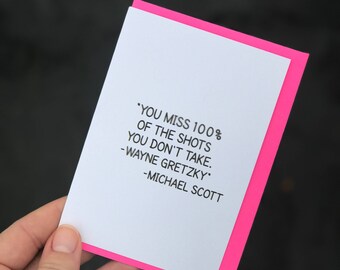 "YOU MISS 100%
OF THE SHOTS
YOU DON'T TAKE.
-WAYNE GRETZKY"
-MICHAEL SCOTT